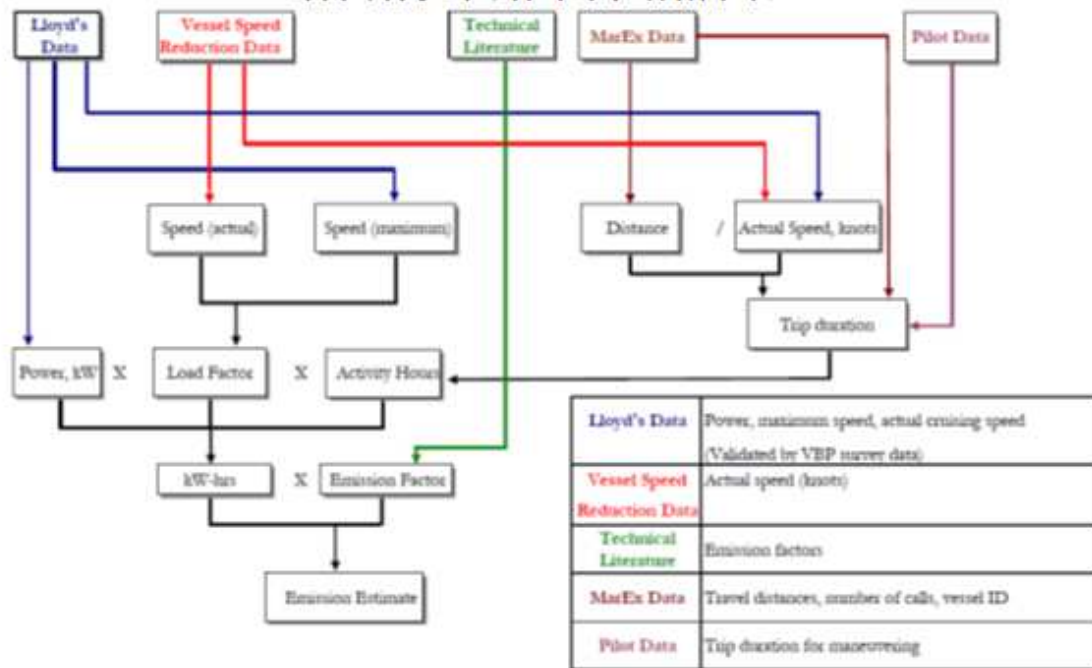 Lloyd's
Data
Vessel Speed
Reduction Data
Technical
Literature
MarEx Data
Pilot Data
Speed (actual)
Speed (maximum)
Distance
/
Actual Speed, knots
Trip duration
Power, kW
X
Load Factor
X
Activity Hours
kW-hrs
X
Emission Factor
Emission Estimate
Lloyd's Data
Power, maximum speed, actual cruising speed
(Validated by VBP survey data)
Vessel Speed
Reduction Data
Actual speed (knots)
Technical
Literature
Emission factors
MarEx Data
Travel distances, number of calls, vessel ID
Pilot Data
Trip duration for maneuvering